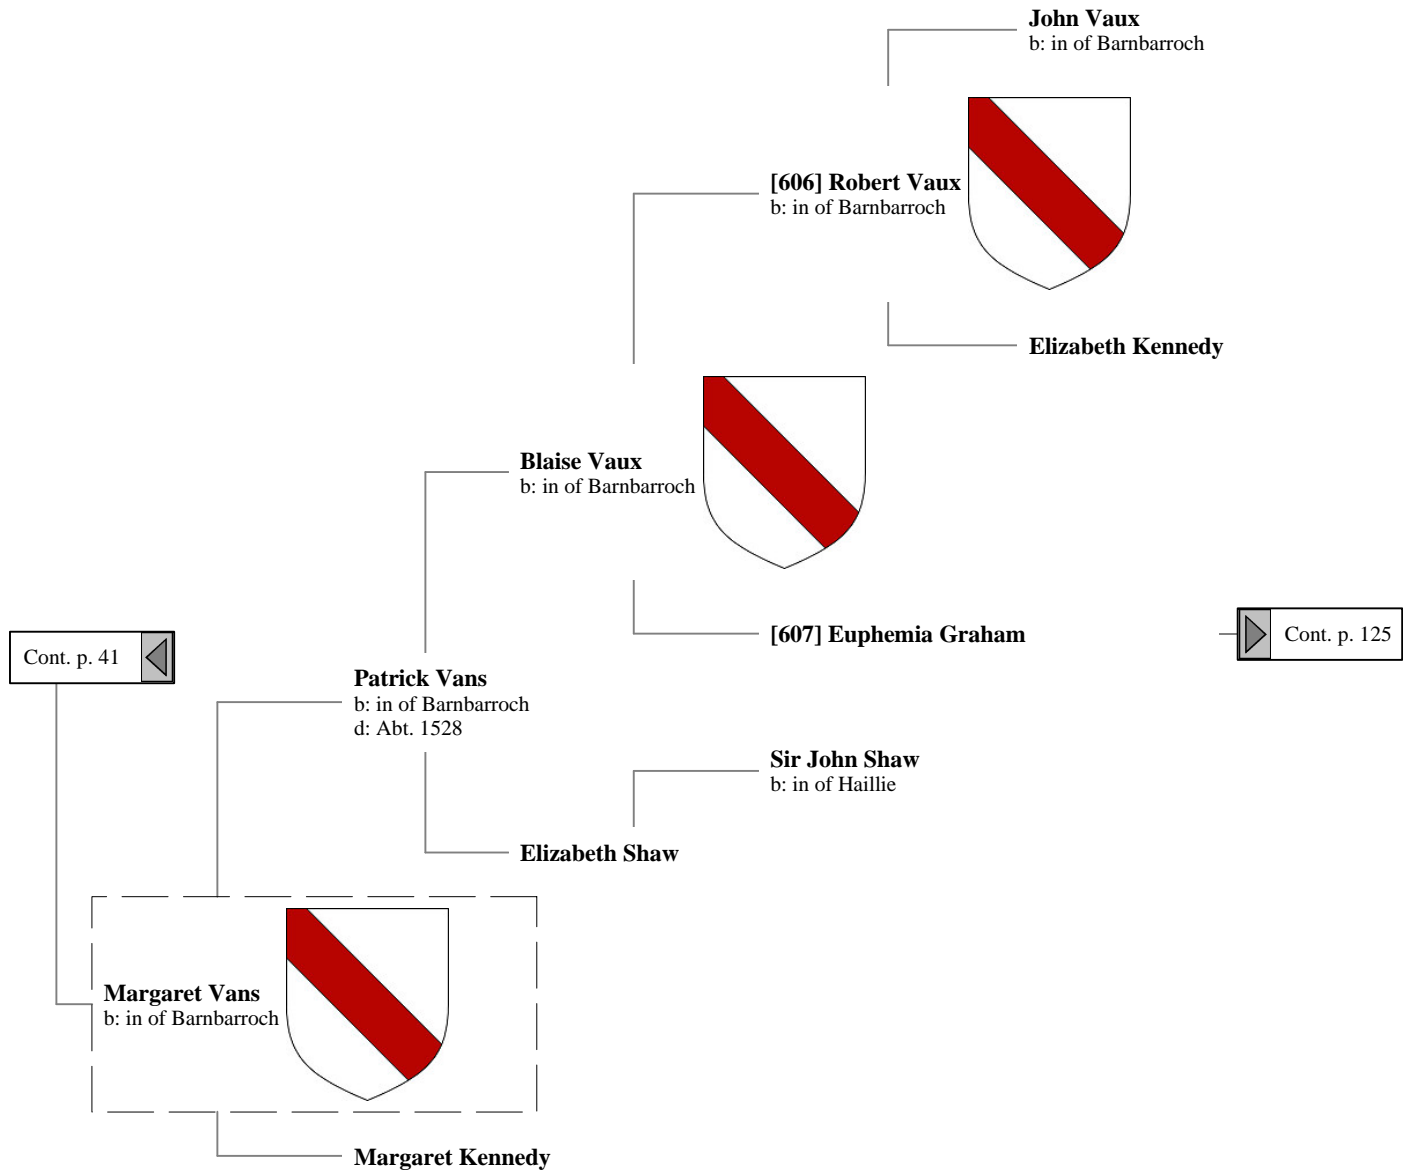 John Vaux
b: in of Barnbarroch
[606] Robert Vaux
b: in of Barnbarroch
Elizabeth Kennedy
Blaise Vaux
b: in of Barnbarroch
[607] Euphemia Graham
Cont. p. 125
Cont. p. 41
Patrick Vans
b: in of Barnbarroch
d: Abt. 1528
Sir John Shaw
b: in of Haillie
Elizabeth Shaw
Margaret Vans
b: in of Barnbarroch
Margaret Kennedy